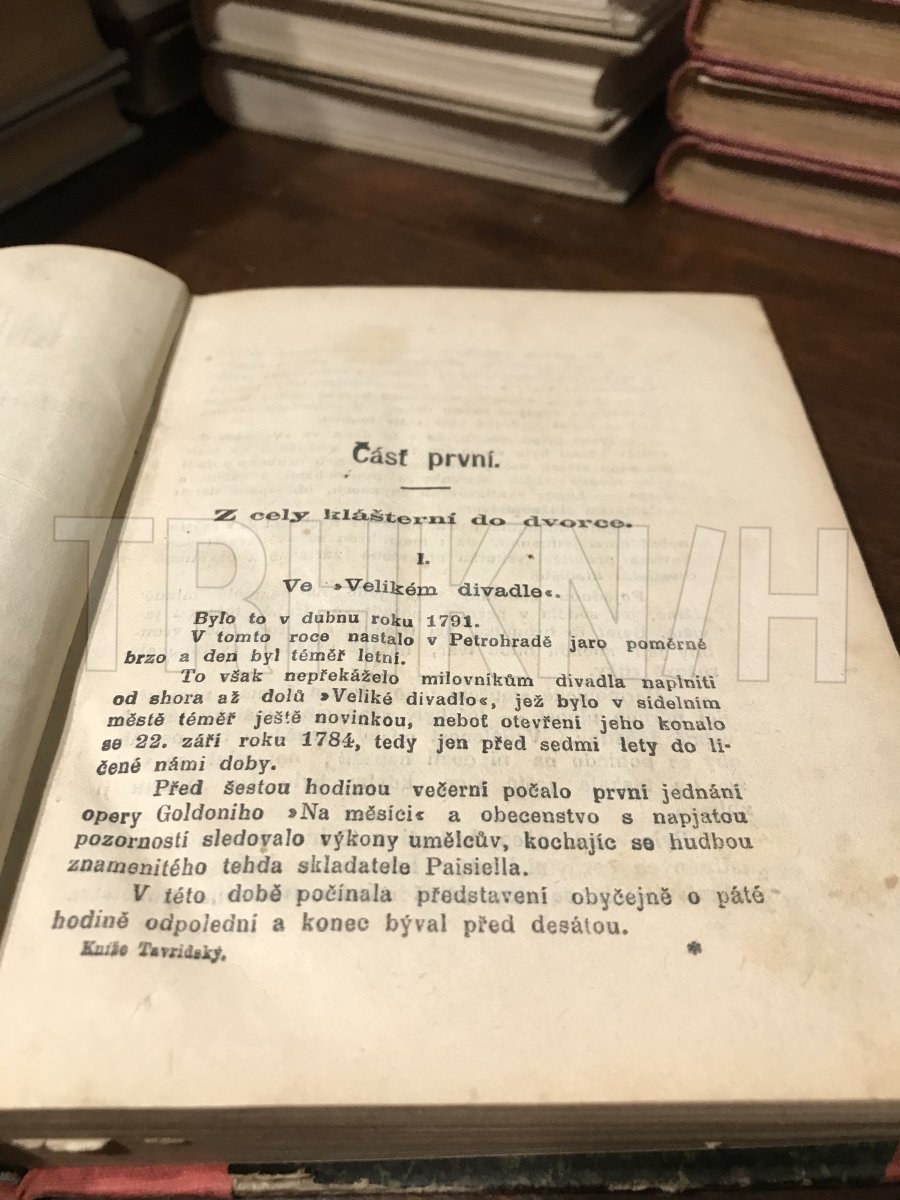 Část první.
Z cely klášterní do dvorce.
I.
Ve »Velikém divadle«.
Bylo to v dubnu roku 1791.
V tomto roce nastalo v Petrohradě jaro poměrně
brzo a den byl téměř letní.
To však nepřekáželo milovníkům divadla naplniti
od shora až dolů »Veliké divadlo«, jež bylo v sídelním
městě téměř ještě novinkou, neboť otevření jeho konalo
se 22. září roku 1784, tedy jen před sedmi lety do lí-
čené námi doby.
Před šestou hodinou večerní počalo první jednání
opery Goldoniho »Na měsíci« a obecenstvo s napjatou
pozorností sledovalo výkony umělcův, kochajíc se hudbou
znamenitého tehda skladatele Paisiella.
V této době počínala představení obyčejně o páté
hodině odpolední a konec býval před desátou.
Kníže Tavridský. *
TRH KNIH